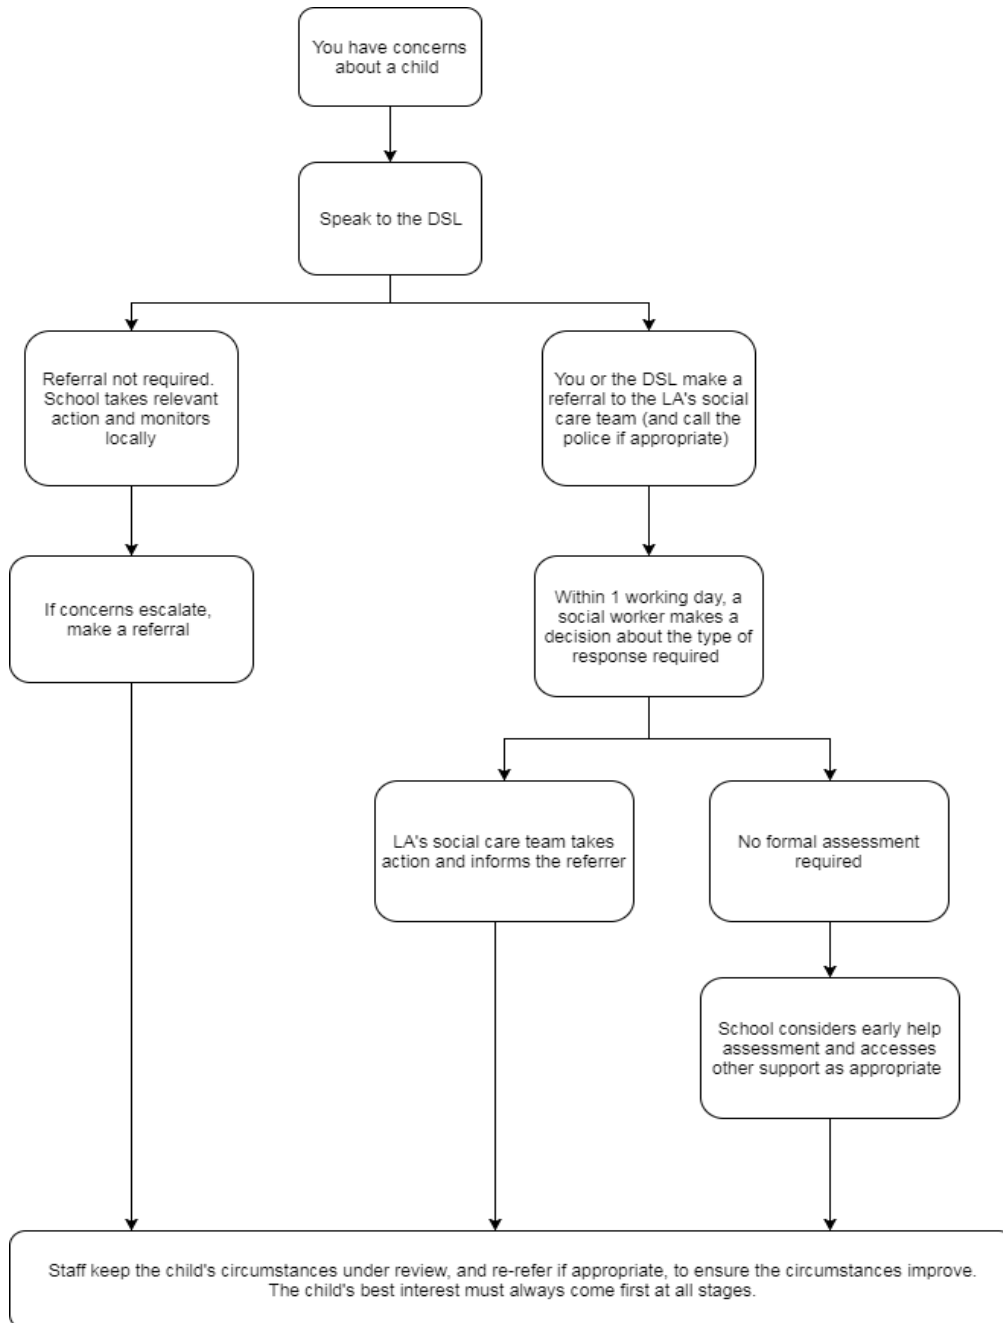 You have concerns
about a child
Speak to the DSL
Referral not required.
School takes relevant
action and monitors
locally
You or the DSL make a
referral to the LA's social
care team (and call the
police if appropriate)
If concerns escalate,
make a referral
Within 1 working day, a
social worker makes a
decision about the type of
response required
LA's social care team takes
action and informs the referrer
No formal assessment
required
School considers early help
assessment and accesses
other support as appropriate
Staff keep the child's circumstances under review, and re-refer if appropriate, to ensure the circumstances improve.
The child's best interest must always come first at all stages.